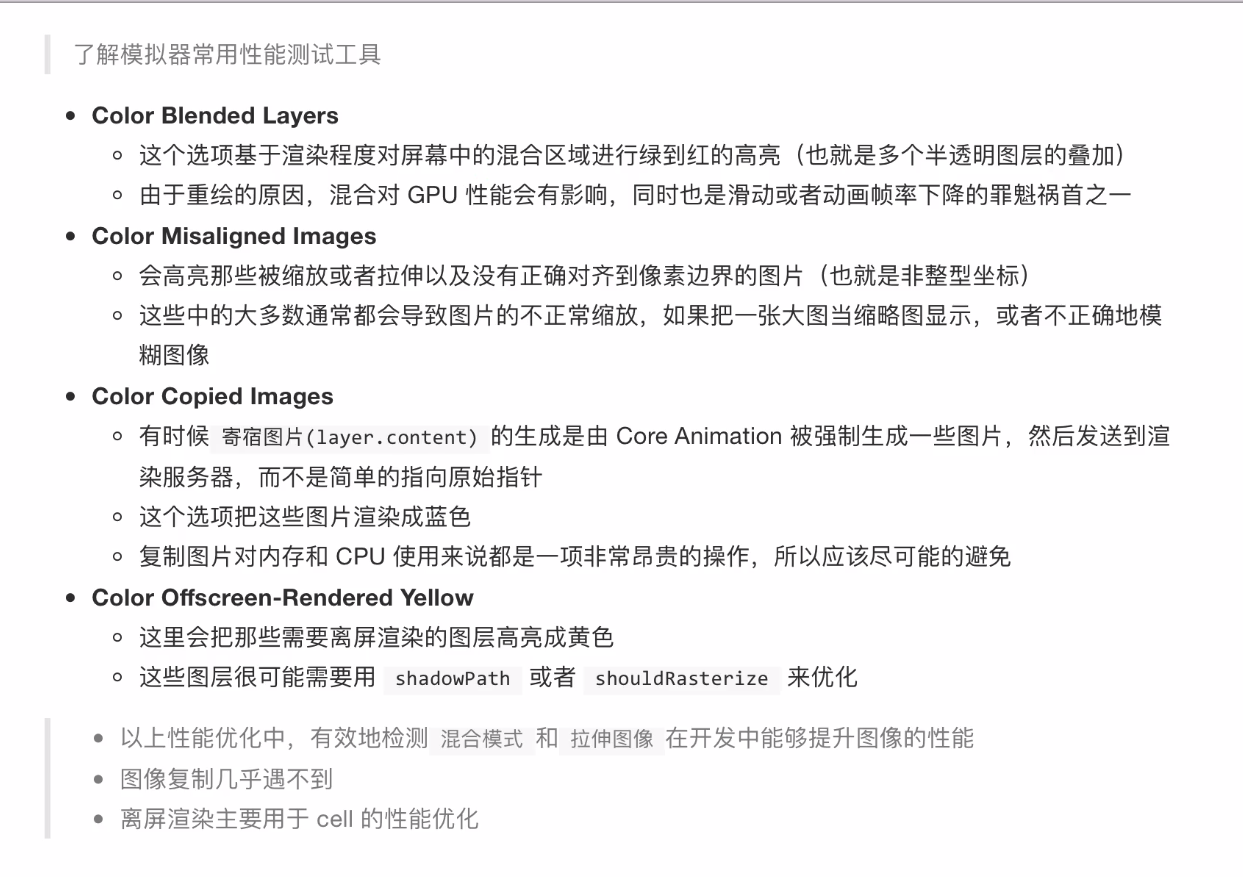 了解模拟器常用性能测试工具
Color Blended Layers
这个选项基于渲染程度对屏幕中的混合区域进行绿到红的高亮（也就是多个半透明图层的叠加）
由于重绘的原因，混合对 GPU 性能会有影响，同时也是滑动或者动画帧率下降的罪魁祸首之一
Color Misaligned Images
会高亮那些被缩放或者拉伸以及没有正确对齐到像素边界的图片（也就是非整型坐标）
这些中的大多数通常都会导致图片的不正常缩放，如果把一张大图当缩略图显示，或者不正确地模
糊图像
Color Copied Images
有时候 寄宿图片(layer.content) 的生成是由 Core Animation 被强制生成一些图片，然后发送到渲
染服务器，而不是简单的指向原始指针
这个选项把这些图片渲染成蓝色
复制图片对内存和 CPU 使用来说都是一项非常昂贵的操作，所以应该尽可能的避免
Color Offscreen-Rendered Yellow
这里会把那些需要离屏渲染的图层高亮成黄色
这些图层很可能需要用 shadowPath 或者 shouldRasterize 来优化
以上性能优化中，有效地检测 混合模式 和 拉伸图像 在开发中能够提升图像的性能
图像复制几乎遇不到
离屏渲染主要用于 cell 的性能优化